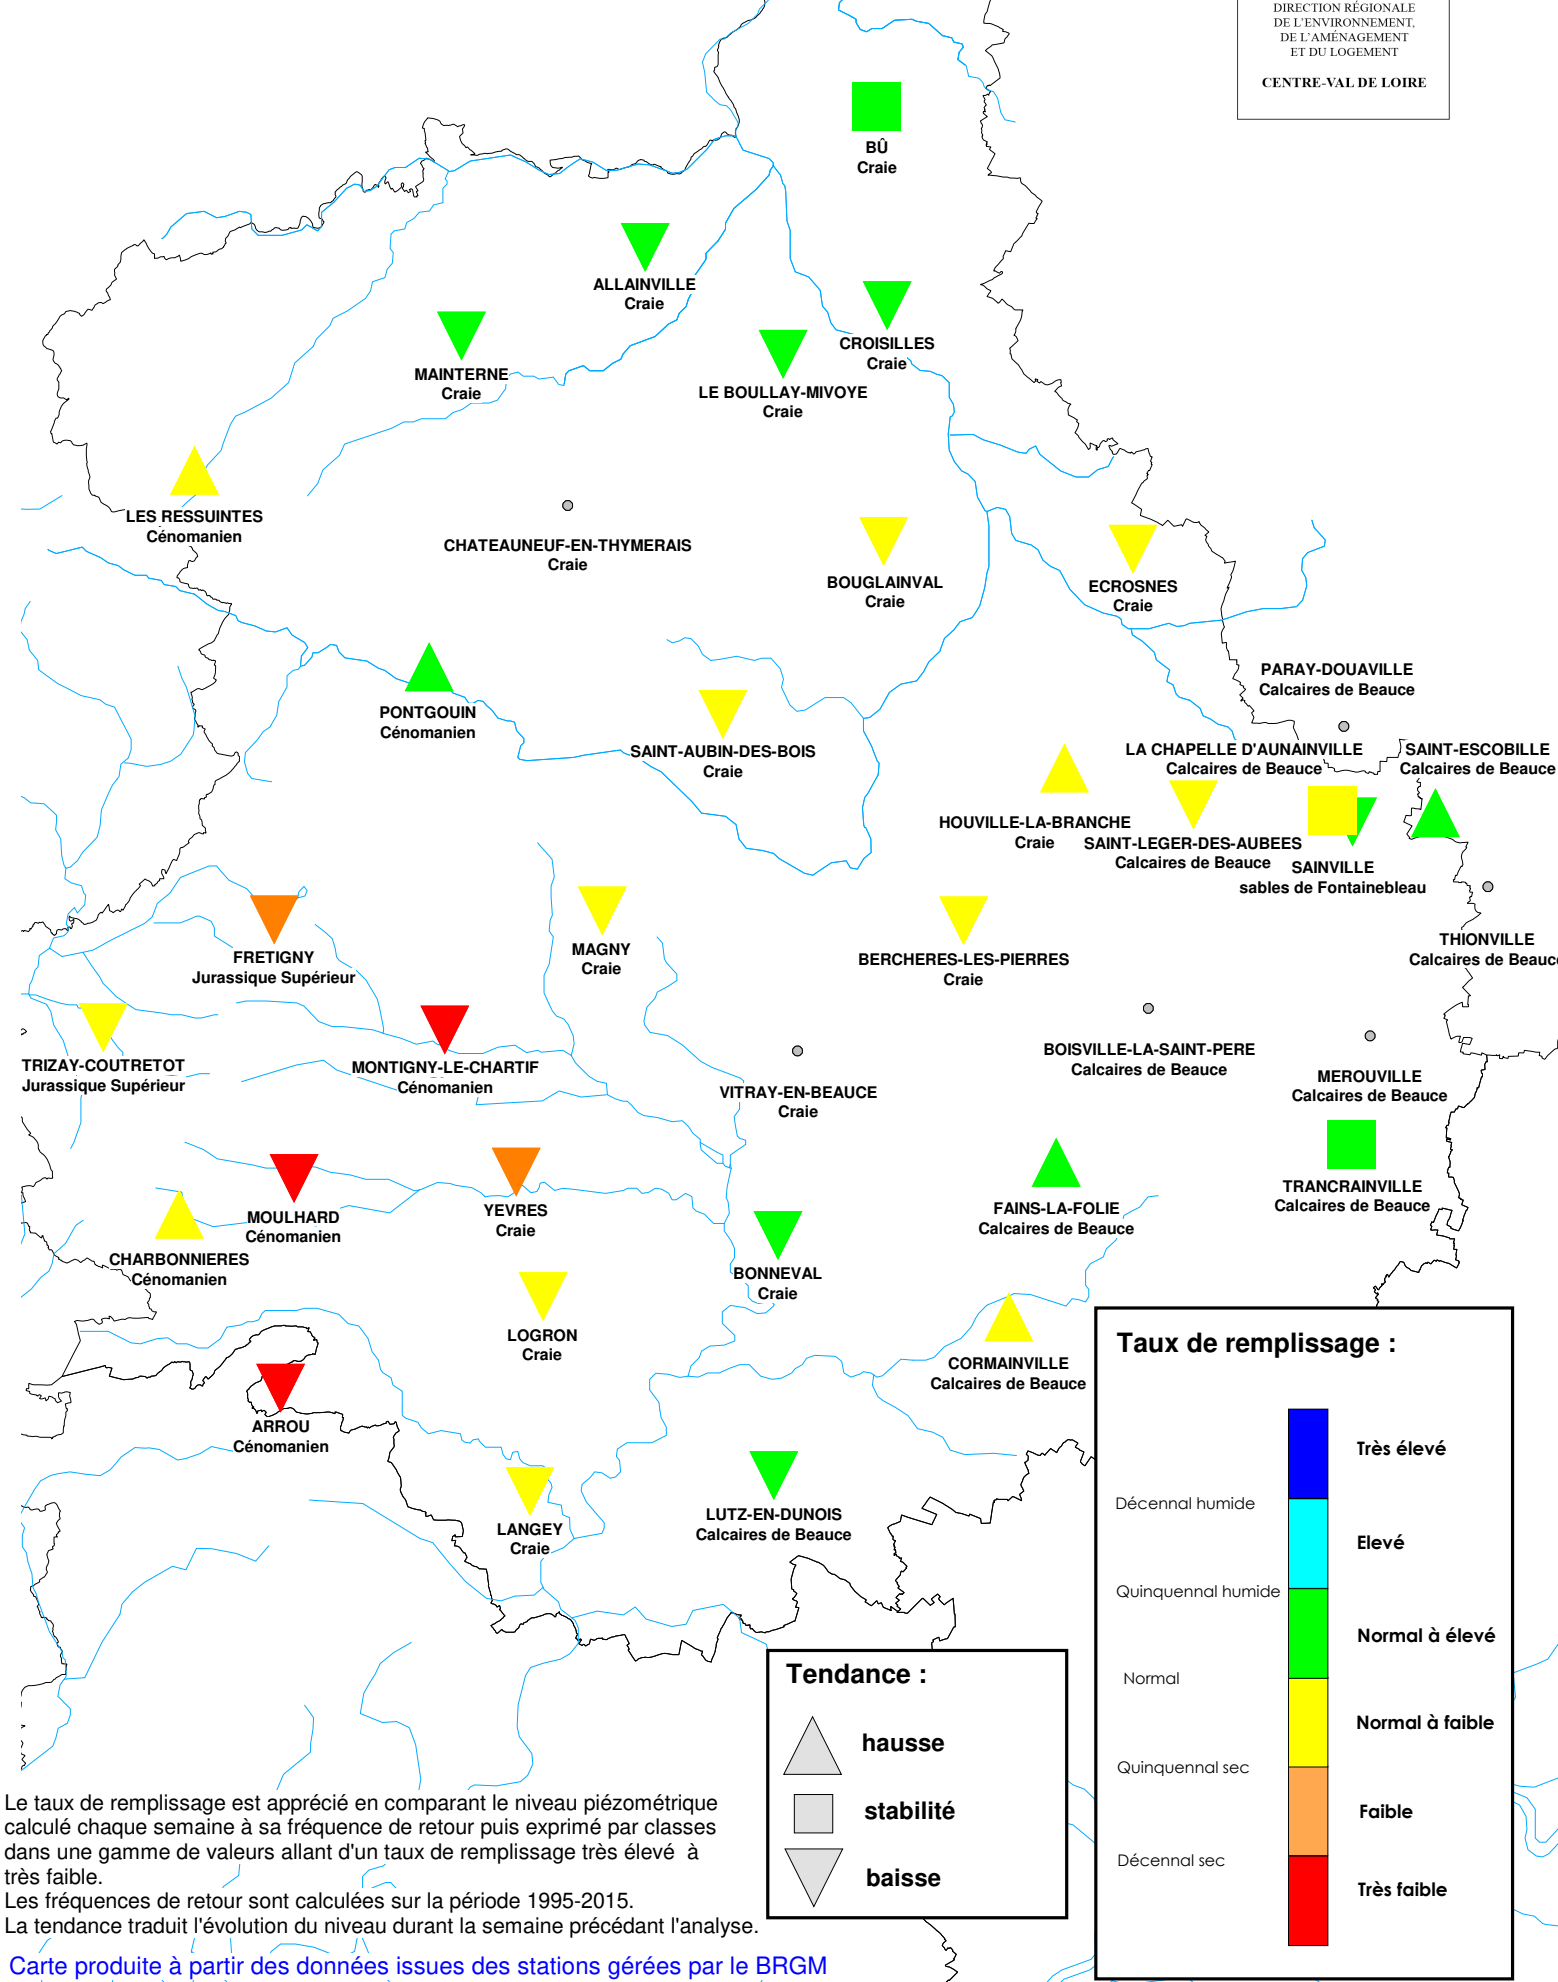 DIRECTION RÉGIONALE
DE L'ENVIRONNEMENT,
DE L'AMÉNAGEMENT
ET DU LOGEMENT
CENTRE-VAL DE LOIRE
BÛ
Craie
ALLAINVILLE
Craie
CROISILLES
Craie
MAINTERNE
Craie
LE BOULLAY-MIVOYE
Craie
LES RESSUINTES
Cénomanien
CHATEAUNEUF-EN-THYMERAIS
Craie
BOUGLAINVAL
Craie
ECROSNES
Craie
PARAY-DOUAVILLE
Calcaires de Beauce
PONTGOUIN
Cénomanien
SAINT-AUBIN-DES-BOIS
Craie
LA CHAPELLE D'AUNAINVILLE
Calcaires de Beauce
SAINT-ESCOBILLE
Calcaires de Beauce
HOUVILLE-LA-BRANCHE
Craie
SAINT-LEGER-DES-AUBEES
Calcaires de Beauce
SAINVILLE
sables de Fontainebleau
FRETIGNY
Jurassique Supérieur
MAGNY
Craie
BERCHERES-LES-PIERRES
Craie
THIONVILLE
Calcaires de Beauce
TRIZAY-COUTRETOT
Jurassique Supérieur
MONTIGNY-LE-CHARTIF
Cénomanien
VITRAY-EN-BEAUCE
Craie
BOISVILLE-LA-SAINT-PERE
Calcaires de Beauce
MEROUVILLE
Calcaires de Beauce
TRANCRAINVILLE
Calcaires de Beauce
MOULHARD
Cénomanien
YEVRES
Craie
FAINS-LA-FOLIE
Calcaires de Beauce
CHARBONNIERES
Cénomanien
BONNEVAL
Craie
LOGRON
Craie
CORMAINVILLE
Calcaires de Beauce
ARROU
Cénomanien
LANGEY
Craie
LUTZ-EN-DUNOIS
Calcaires de Beauce
Taux de remplissage :
Très élevé
Décennal humide
Elevé
Quinquennal humide
Normal à élevé
Normal
Normal à faible
Quinquennal sec
Faible
Décennal sec
Très faible
Tendance :
hausse
stabilité
baisse
Le taux de remplissage est apprécié en comparant le niveau piézométrique
calculé chaque semaine à sa fréquence de retour puis exprimé par classes
dans une gamme de valeurs allant d'un taux de remplissage très élevé à
très faible.
Les fréquences de retour sont calculées sur la période 1995-2015.
La tendance traduit l'évolution du niveau durant la semaine précédant l'analyse.
Carte produite à partir des données issues des stations gérées par le BRGM